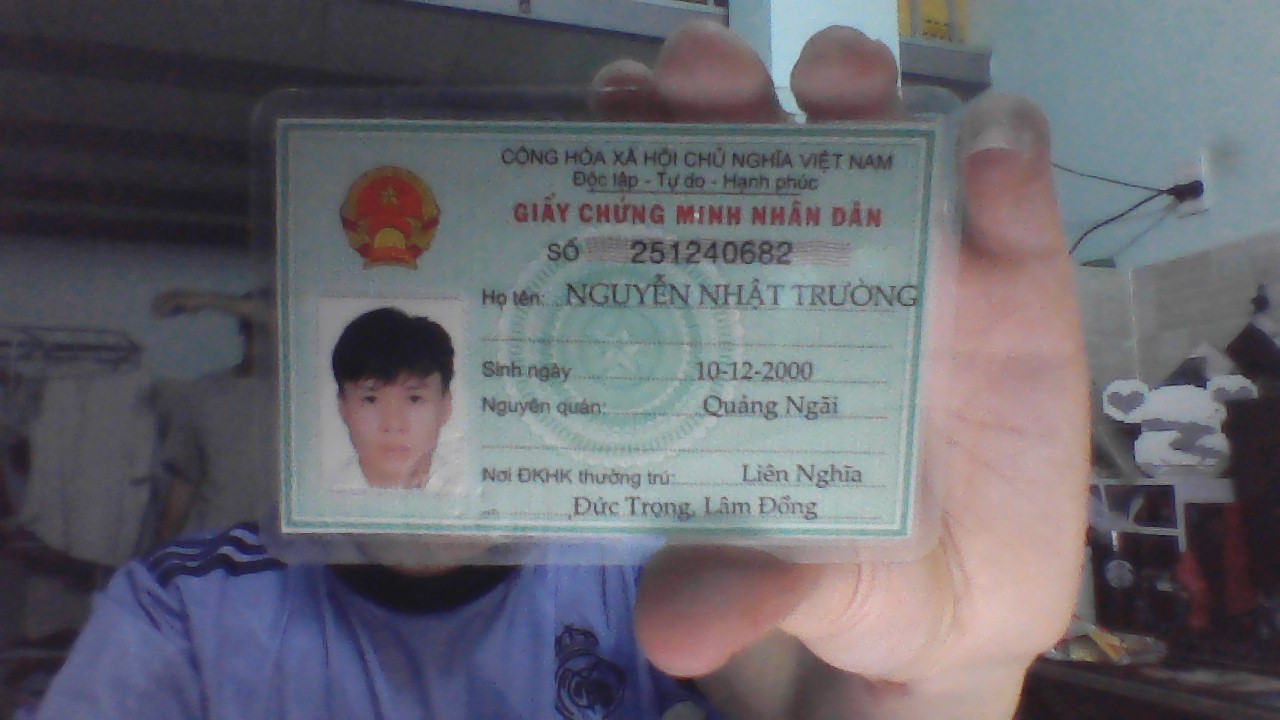 CỘNG HÒA XÃ HỘI CHỦ NGHĨA VIỆT NAM
Độc lập - Tự do - Hạnh phúc
GIẤY CHỨNG MINH NHÂN DÂN
SỐ 251240682
Họ tên: NGUYỄN NHẬT TRƯỜNG
Sinh ngày 10-12-2000
Nguyên quán: Quảng Ngãi
Nơi ĐKHK thường trú: Liên Nghĩa
Đức Trọng, Lâm Đồng